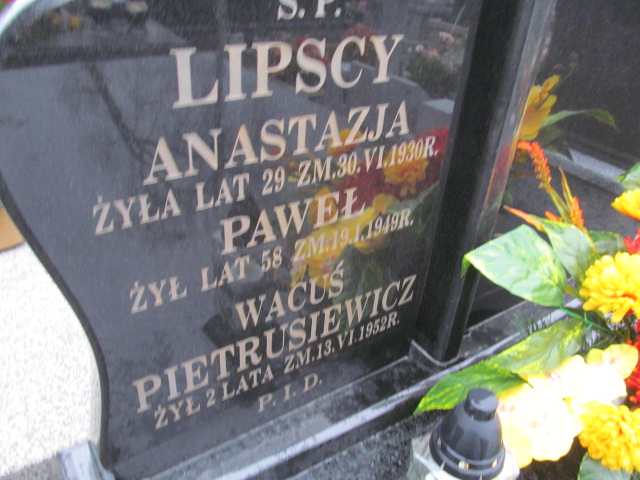 Ś. P.
LIPSCY
ANASTAZJA
ŻYŁA LAT 29 ZM.30.VI.1930R.
PAWEŁ
ŻYŁ LAT 58 ZM.19.I.1949R.
WACUŚ
PIETRUSIEWICZ
ŻYŁ 2 LATA ZM.13.VI.1952R.
P. I. D.